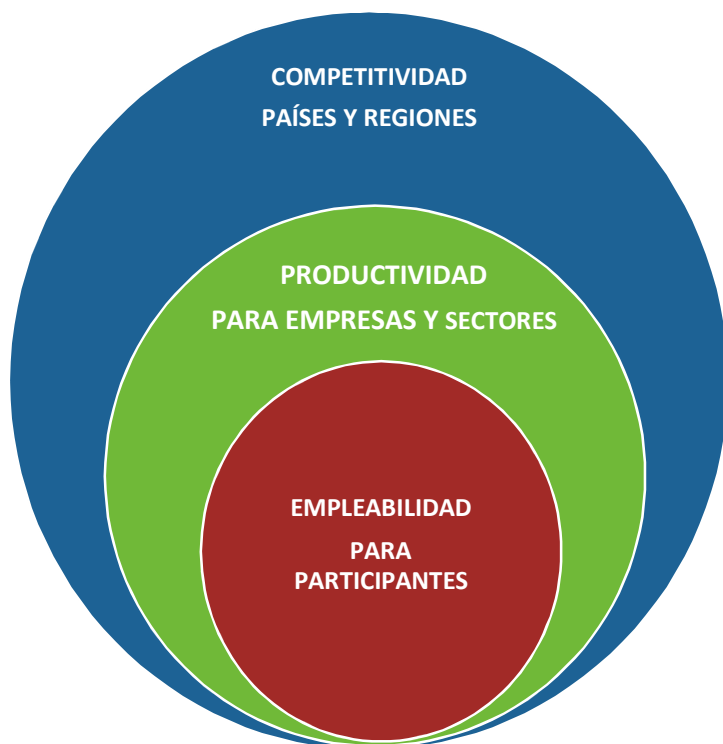 COMPETITIVIDAD
PAÍSES Y REGIONES
PRODUCTIVIDAD
PARA EMPRESAS Y SECTORES
EMPLEABILIDAD
PARA
PARTICIPANTES